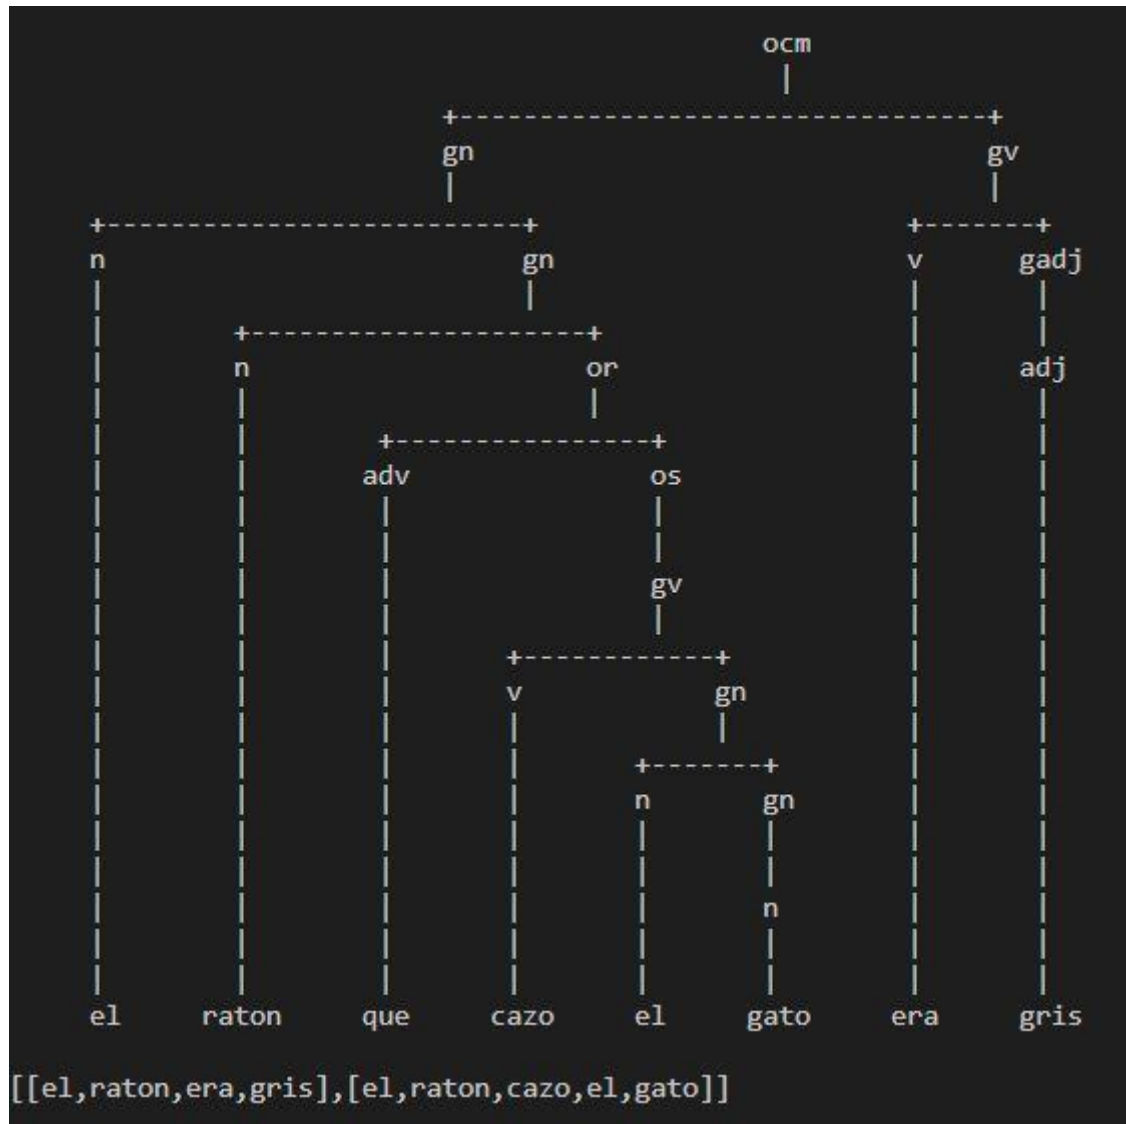 ocm
gn gv
n gn v gadj
n or adj
adv os
gv
v gn
n gn
n
el raton que cazo el gato era gris
[[el,raton,era,gris],[el,raton,cazo,el,gato]]